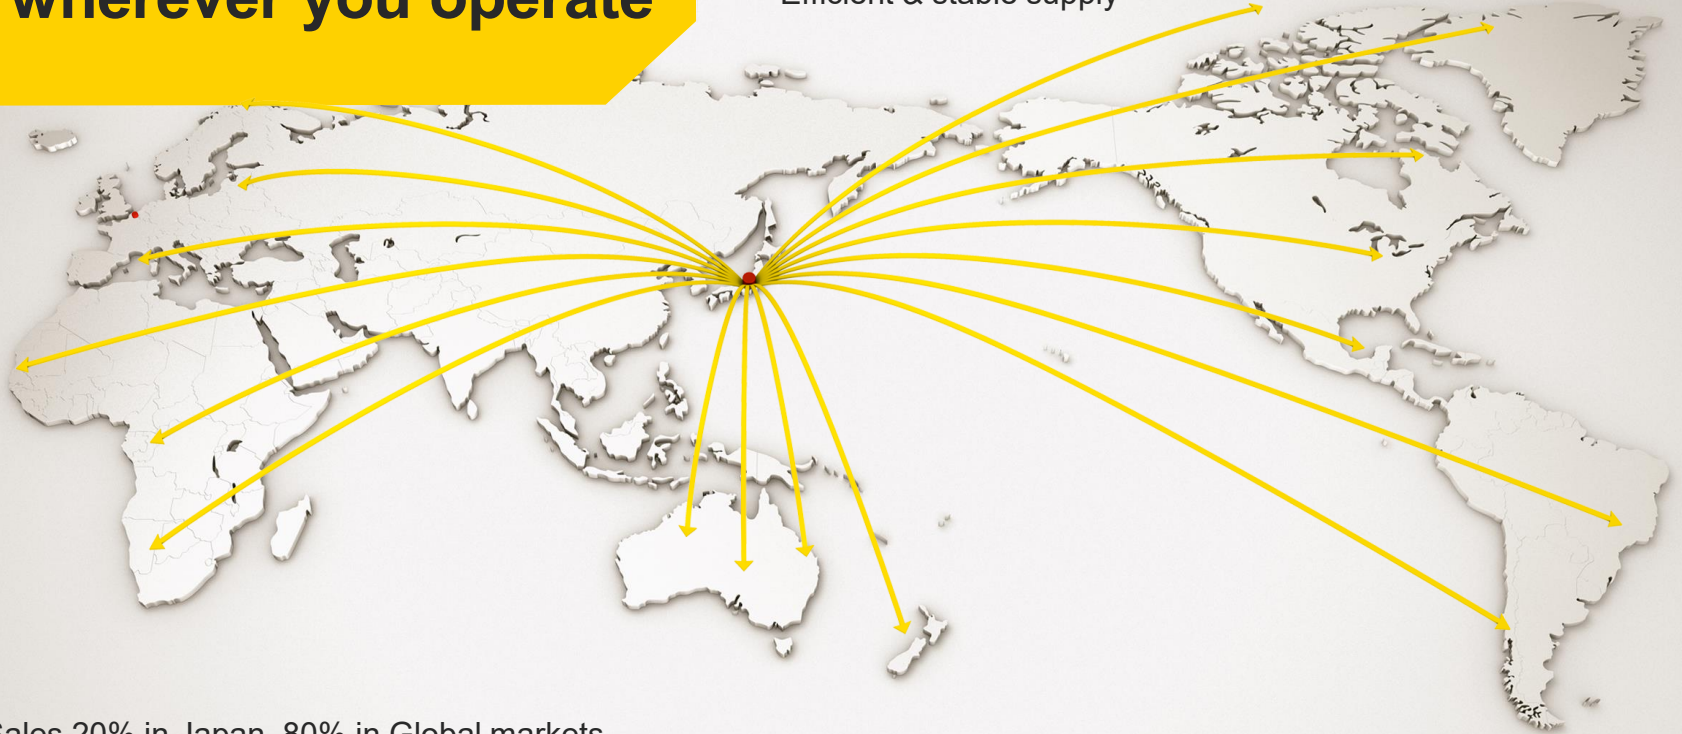 wherever you operate
Efficient & stable supply
Sales 20% in Japan, 80% in Global markets